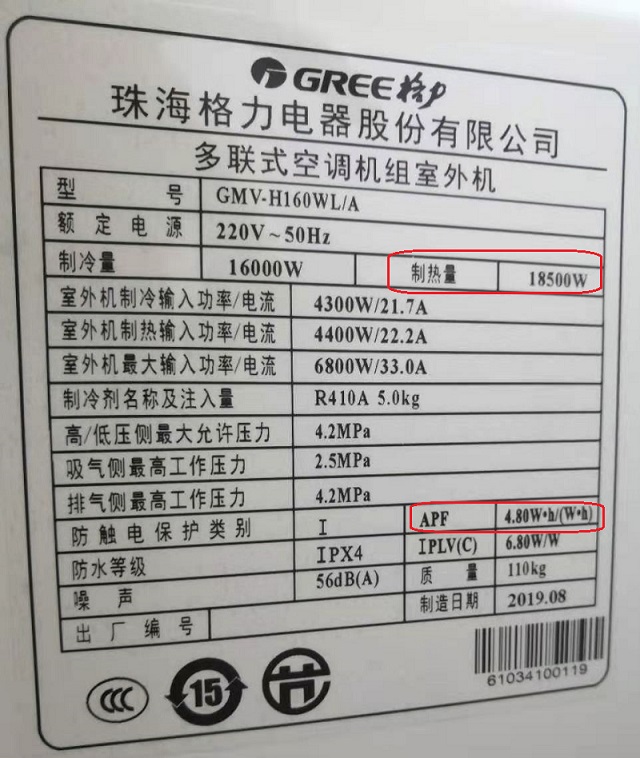 GREE格力
珠海格力电器股份有限公司
多联式空调机组室外机
型号 GMV-H160WL/A
额定电源 220V~50Hz
制冷量 16000W 制热量 18500W
室外机制冷输入功率/电流 4300W/21.7A
室外机制热输入功率/电流 4400W/22.2A
室外机最大输入功率/电流 6800W/33.0A
制冷剂名称及注入量 R410A 5.0kg
高/低压侧最大允许压力 4.2MPa
吸气侧最高工作压力 2.5MPa
排气侧最高工作压力 4.2MPa
防触电保护类别 I APF 4.80W•h/(W•h)
防水等级 IPX4 IPLV(C) 6.80W/W
噪声 56dB(A) 质量 110kg
出厂编号 制造日期 2019.08
61034100119
CCC 15